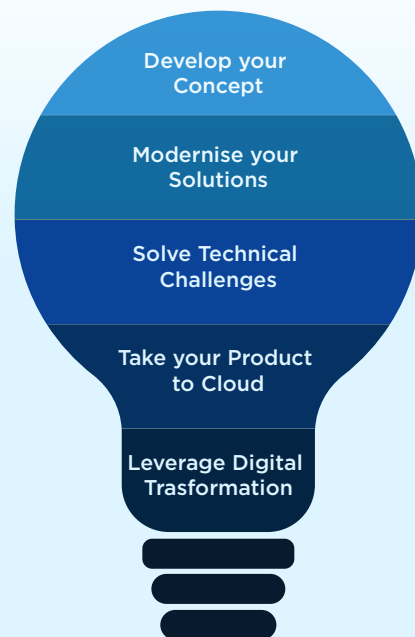 Develop your
Concept
Modernise your
Solutions
Solve Technical
Challenges
Take your Product
to Cloud
Leverage Digital
Trasformation